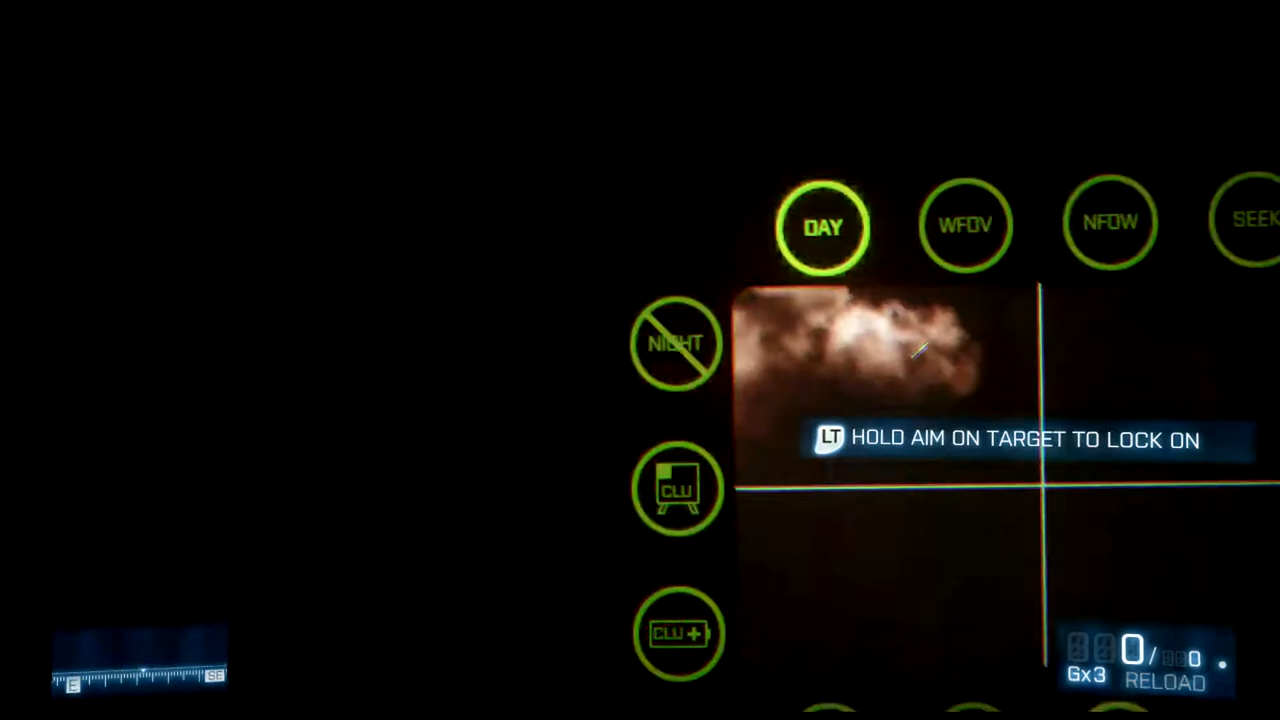 DAY
WFOV
NFOW
SEEK
NIGHT
LT HOLD AIM ON TARGET TO LOCK ON
CLU
CLU +
E
SE
0/ 0
Gx3 RELOAD